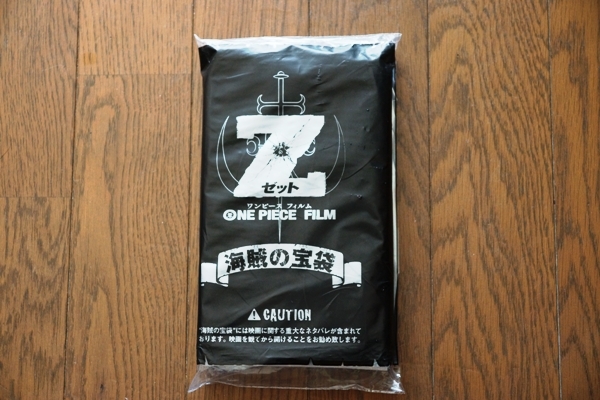 Z
ゼット
ワンピース フィルム
ONE PIECE FILM
海賊の宝袋
CAUTION
"海賊の宝袋"には映画に関する重大なネタバレが含まれて
おります。映画を観てから開けることをお勧め致します。